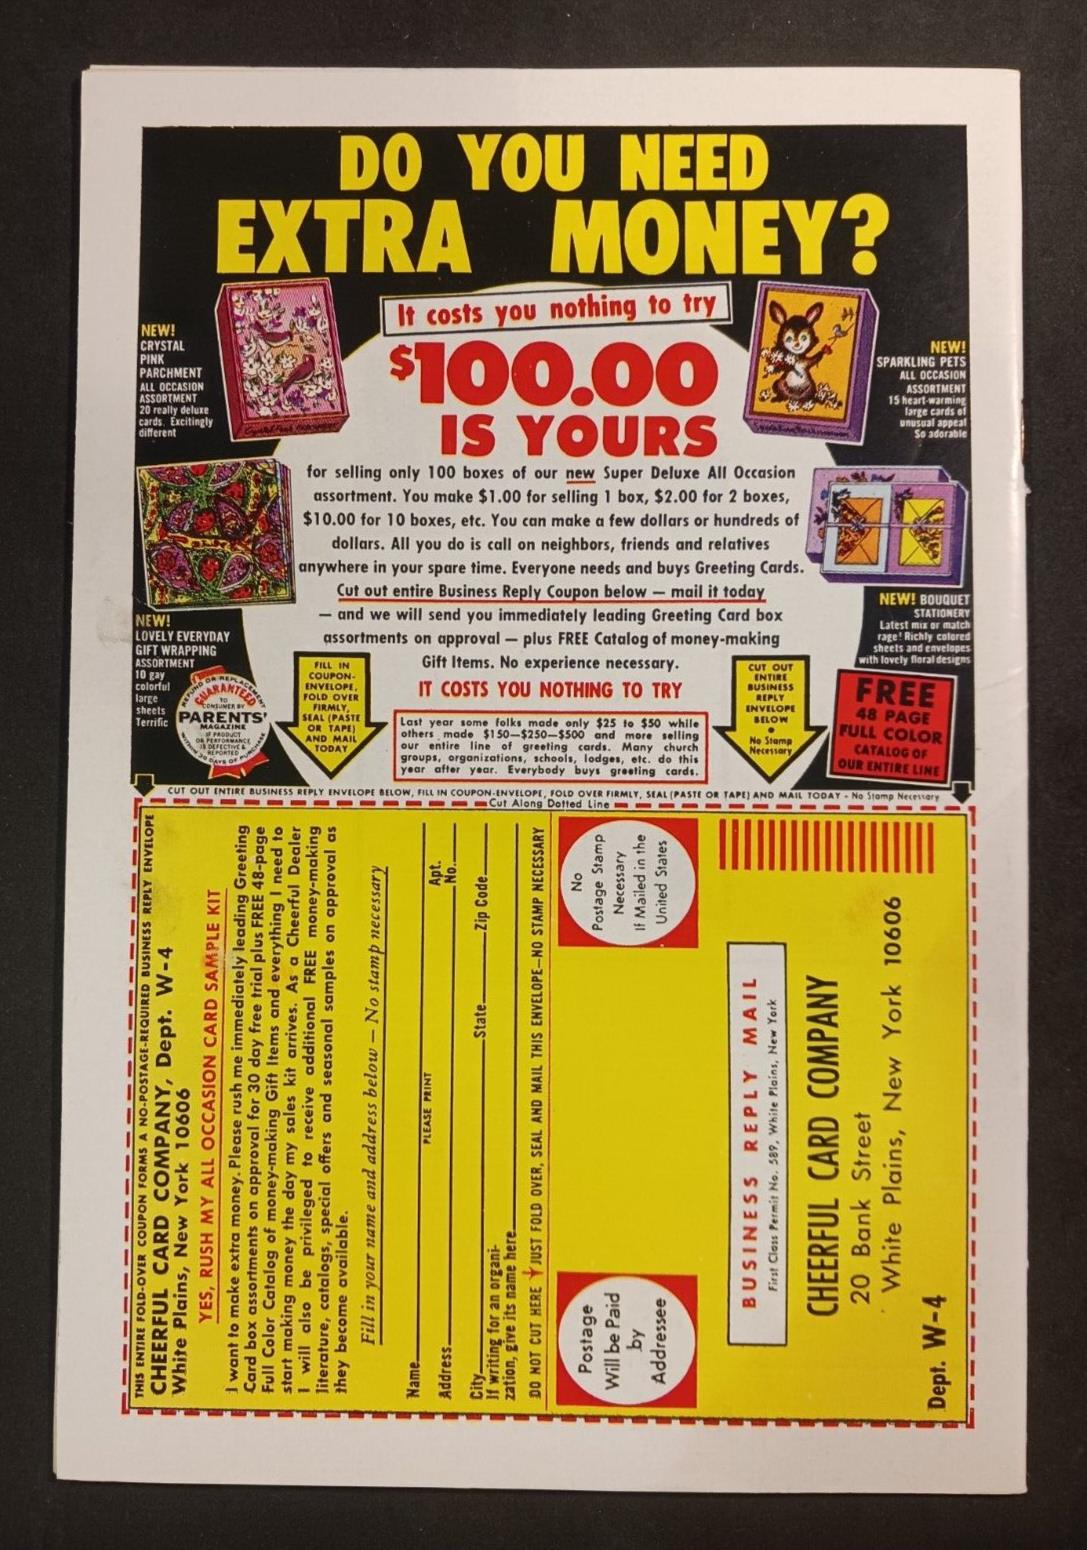 DO YOU NEED
EXTRA MONEY?
It costs you nothing to try
$100.00
IS YOURS
NEW!
CRYSTAL
PINK
PARCHMENT
ALL OCCASION
ASSORTMENT
20 really deluxe
cards. Excitingly
different
NEW!
SPARKLING PETS
ALL OCCASION
ASSORTMENT
15 heart-warming
large cards of
unusual appeal
So adorable
for selling only 100 boxes of our new Super Deluxe All Occasion
assortment. You make $1.00 for selling 1 box, $2.00 for 2 boxes,
$10.00 for 10 boxes, etc. You can make a few dollars or hundreds of
dollars. All you do is call on neighbors, friends and relatives
anywhere in your spare time. Everyone needs and buys Greeting Cards.
Cut out entire Business Reply Coupon below — mail it today
— and we will send you immediately leading Greeting Card box
assortments on approval — plus FREE Catalog of money-making
Gift Items. No experience necessary.
IT COSTS YOU NOTHING TO TRY
NEW!
LOVELY EVERYDAY
GIFT WRAPPING
ASSORTMENT
10 gay
colorful
large
sheets
Terrific
NEW! BOUQUET
STATIONERY
Latest mix or match
rage! Richly colored
sheets and envelopes
with lovely floral designs
REFUND OR REPLACEMENT
GUARANTEED
TO
CONSUMER BY
PARENTS'
MAGAZINE
IF PRODUCT
OR PERFORMANCE
IS DEFECTIVE &
REPORTED
WITHIN 30 DAYS OF PURCHASE
FILL IN
COUPON-
ENVELOPE,
FOLD OVER
FIRMLY,
SEAL (PASTE
OR TAPE)
AND MAIL
TODAY
Last year some folks made only $25 to $50 while
others made $150—$250—$500 and more selling
our entire line of greeting cards. Many church
groups, organizations, schools, lodges, etc. do this
year after year. Everybody buys greeting cards.
CUT OUT
ENTIRE
BUSINESS
REPLY
ENVELOPE
BELOW
•
No Stamp
Necessary
FREE
48 PAGE
FULL COLOR
CATALOG OF
OUR ENTIRE LINE
CUT OUT ENTIRE BUSINESS REPLY ENVELOPE BELOW, FILL IN COUPON-ENVELOPE, FOLD OVER FIRMLY, SEAL (PASTE OR TAPE) AND MAIL TODAY - No Stamp Necessary
Cut Along Dotted Line
THIS ENTIRE FOLD-OVER COUPON FORMS A NO-POSTAGE-REQUIRED BUSINESS REPLY ENVELOPE
CHEERFUL CARD COMPANY, Dept. W-4
White Plains, New York 10606
YES, RUSH MY ALL OCCASION CARD SAMPLE KIT
I want to make extra money. Please rush me immediately leading Greeting
Card box assortments on approval for 30 day free trial plus FREE 48-page
Full Color Catalog of money-making Gift Items and everything I need to
start making money the day my sales kit arrives. As a Cheerful Dealer
I will also be privileged to receive additional FREE money-making
literature, catalogs, special offers and seasonal samples on approval as
they become available.
Fill in your name and address below — No stamp necessary
Name
PLEASE PRINT
Address Apt. No.
City State Zip Code
If writing for an organi-
zation, give its name here
DO NOT CUT HERE JUST FOLD OVER, SEAL AND MAIL THIS ENVELOPE—NO STAMP NECESSARY
Postage
Will be Paid
by
Addressee
No
Postage Stamp
Necessary
If Mailed in the
United States
BUSINESS REPLY MAIL
First Class Permit No. 589, White Plains, New York
CHEERFUL CARD COMPANY
20 Bank Street
White Plains, New York 10606
Dept. W-4